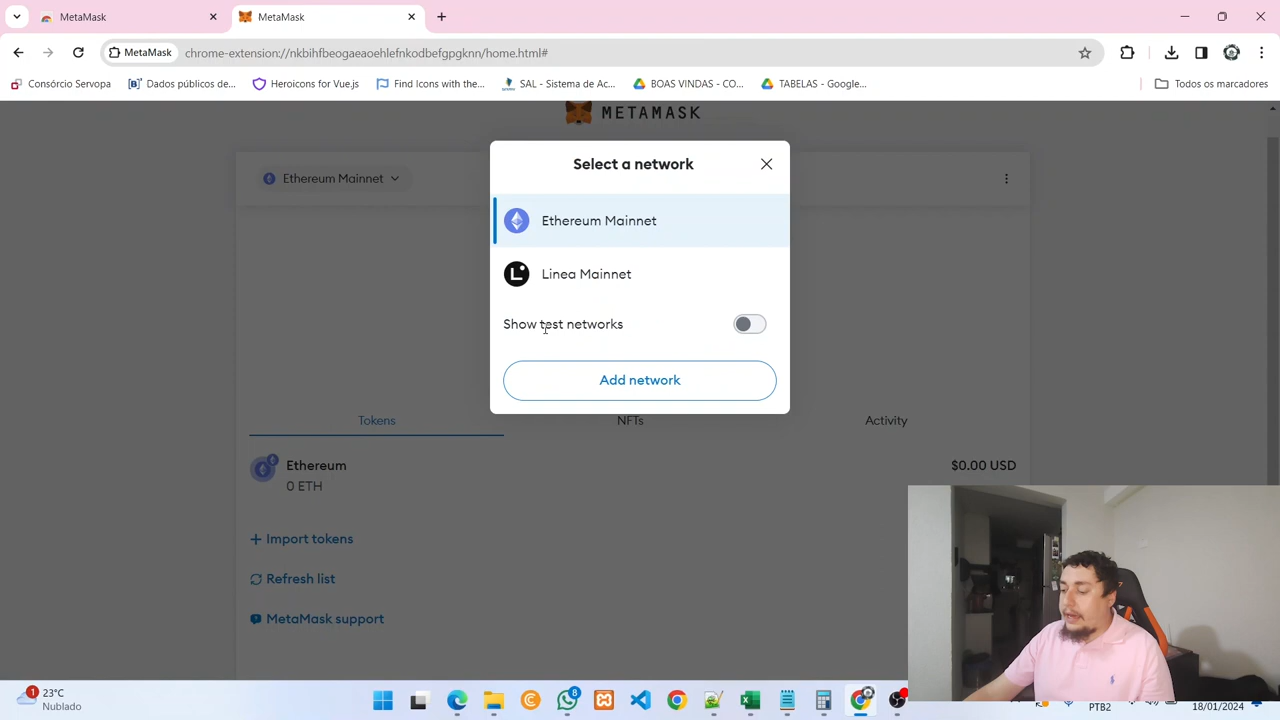 MetaMask
MetaMask
MetaMask
chrome-extension://nkbihfbeogaeaoehlefnkodbefgpgknn/home.html#
Consórcio Servopa
Dados públicos de...
Heroicons for Vue.js
Find Icons with the...
SAL - Sistema de Ac...
BOAS VINDAS - CO...
TABELAS - Google...
Todos os marcadores
METAMASK
Ethereum Mainnet
Select a network
Ethereum Mainnet
Linea Mainnet
Show test networks
Add network
Tokens
NFTs
Activity
Ethereum
$0.00 USD
0 ETH
+ Import tokens
Refresh list
MetaMask support
1
23°C
Nublado
8
PTB2
18/01/2024